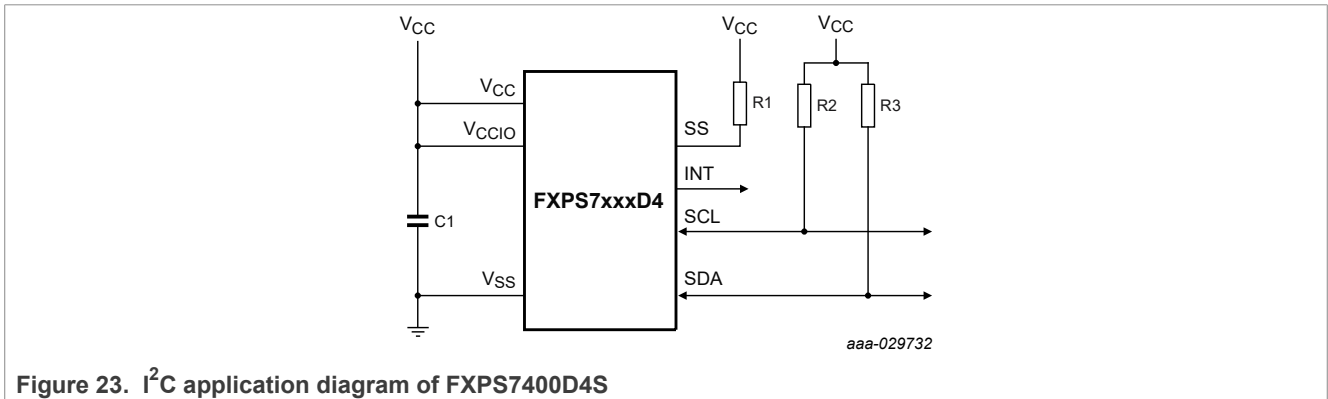 VCC VCC VCC
VCC
R1 R2 R3
VCCIO SS
INT
FXPS7xxxD4
SCL
C1
VSS SDA
aaa-029732
Figure 23. I2C application diagram of FXPS7400D4S